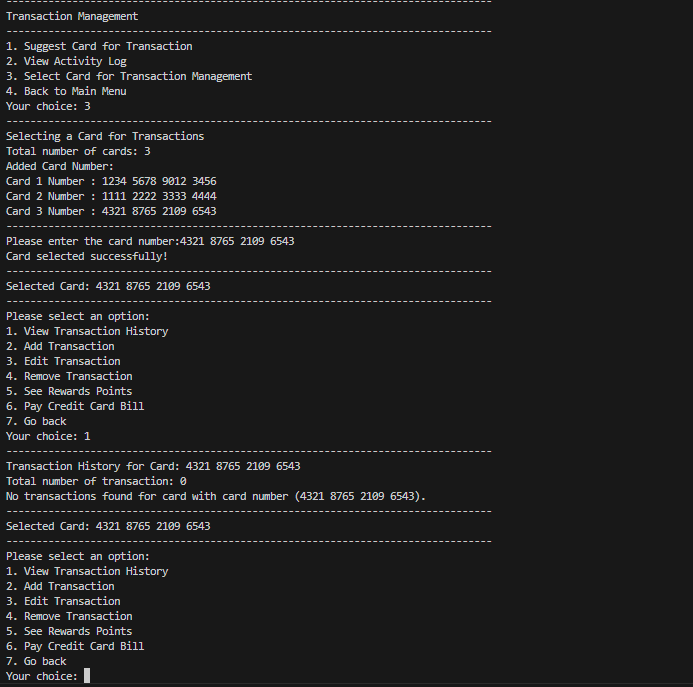 ---------------------------------------------------------------------------------
Transaction Management
---------------------------------------------------------------------------------
1. Suggest Card for Transaction
2. View Activity Log
3. Select Card for Transaction Management
4. Back to Main Menu
Your choice: 3
---------------------------------------------------------------------------------
Selecting a Card for Transactions
Total number of cards: 3
Added Card Number:
Card 1 Number : 1234 5678 9012 3456
Card 2 Number : 1111 2222 3333 4444
Card 3 Number : 4321 8765 2109 6543
---------------------------------------------------------------------------------
Please enter the card number:4321 8765 2109 6543
Card selected successfully!
---------------------------------------------------------------------------------
Selected Card: 4321 8765 2109 6543
---------------------------------------------------------------------------------
Please select an option:
1. View Transaction History
2. Add Transaction
3. Edit Transaction
4. Remove Transaction
5. See Rewards Points
6. Pay Credit Card Bill
7. Go back
Your choice: 1
---------------------------------------------------------------------------------
Transaction History for Card: 4321 8765 2109 6543
Total number of transaction: 0
No transactions found for card with card number (4321 8765 2109 6543).
---------------------------------------------------------------------------------
Selected Card: 4321 8765 2109 6543
---------------------------------------------------------------------------------
Please select an option:
1. View Transaction History
2. Add Transaction
3. Edit Transaction
4. Remove Transaction
5. See Rewards Points
6. Pay Credit Card Bill
7. Go back
Your choice: